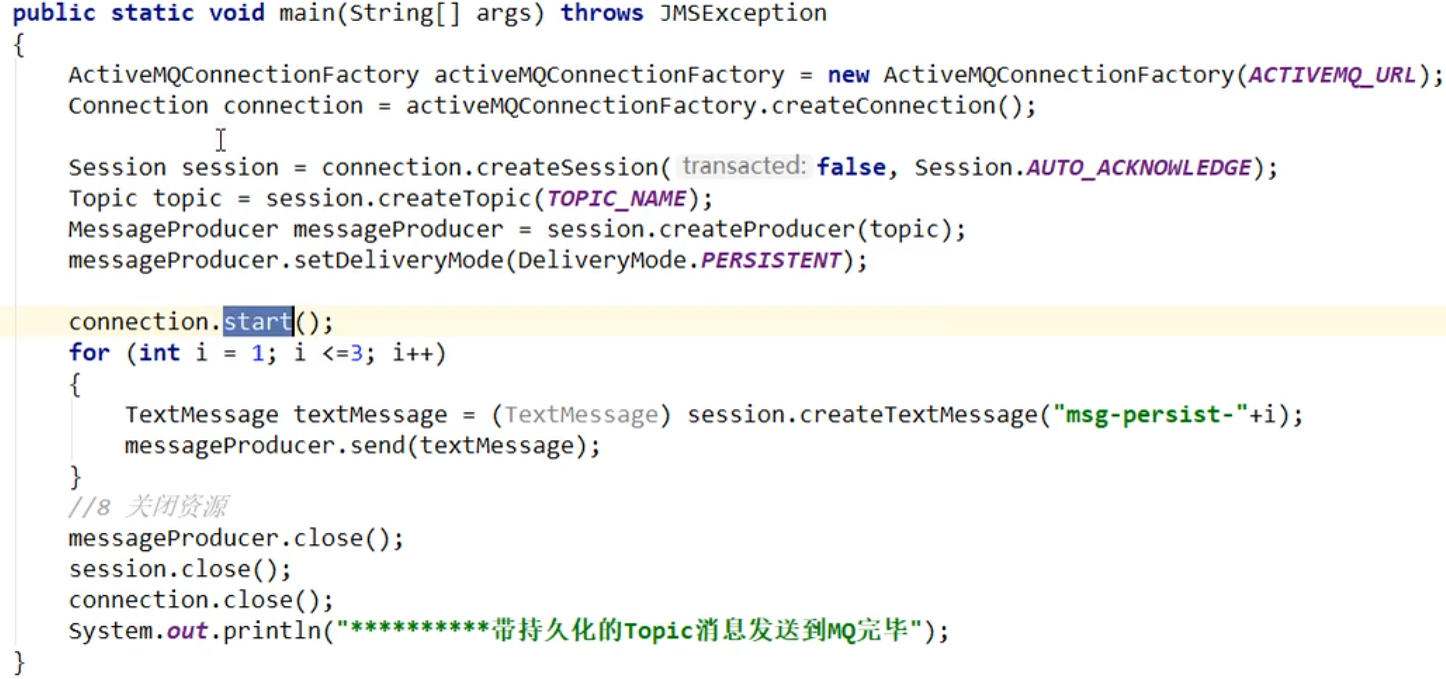 public static void main(String[] args) throws JMSException
{
    ActiveMQConnectionFactory activeMQConnectionFactory = new ActiveMQConnectionFactory(ACTIVEMQ_URL);
    Connection connection = activeMQConnectionFactory.createConnection();

    Session session = connection.createSession( transacted: false, Session.AUTO_ACKNOWLEDGE);
    Topic topic = session.createTopic(TOPIC_NAME);
    MessageProducer messageProducer = session.createProducer(topic);
    messageProducer.setDeliveryMode(DeliveryMode.PERSISTENT);

    connection.start();
    for (int i = 1; i <=3; i++)
    {
        TextMessage textMessage = (TextMessage) session.createTextMessage("msg-persist-"+i);
        messageProducer.send(textMessage);
    }
    //8 关闭资源
    messageProducer.close();
    session.close();
    connection.close();
    System.out.println("**********带持久化的Topic消息发送到MQ完毕");
}